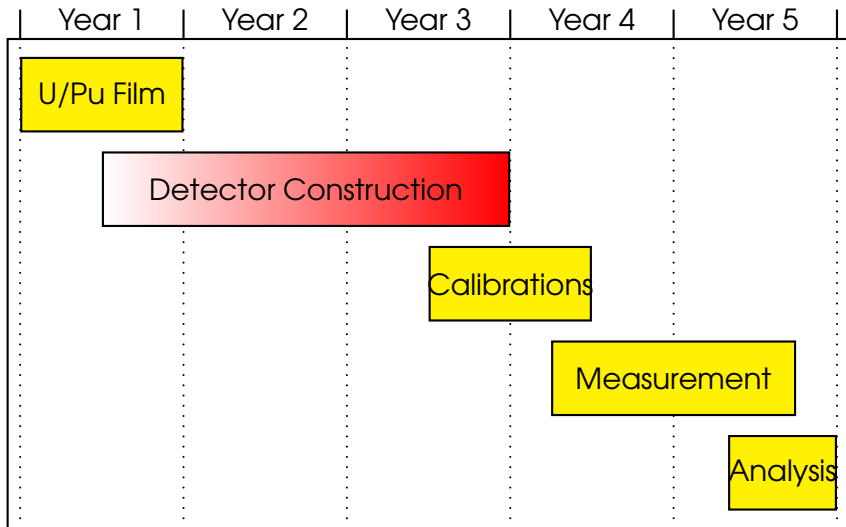 Year 1 Year 2 Year 3 Year 4 Year 5
U/Pu Film
Detector Construction
Calibrations
Measurement
Analysis